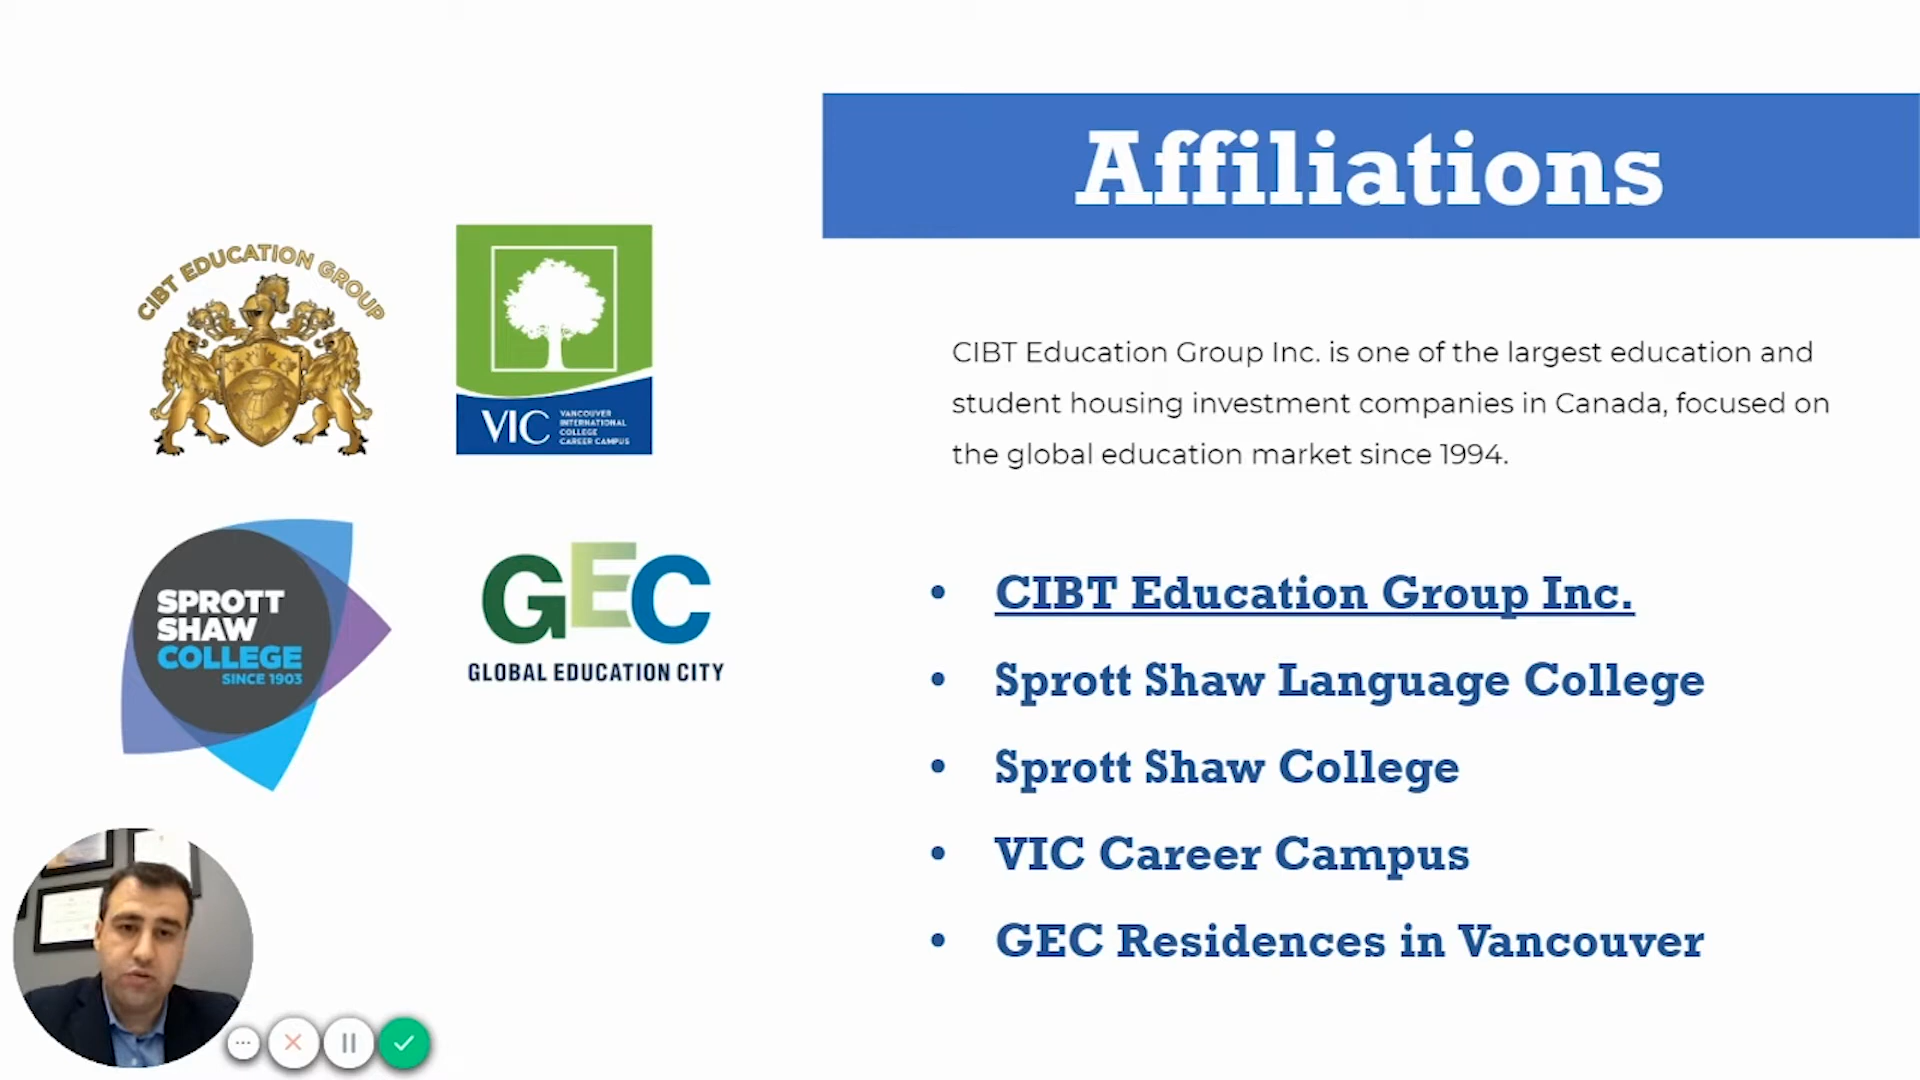 Affiliations
CIBT EDUCATION GROUP
VIC
VANCOUVER
INTERNATIONAL
COLLEGE
CAREER CAMPUS
CIBT Education Group Inc. is one of the largest education and
student housing investment companies in Canada, focused on
the global education market since 1994.
SPROTT
SHAW
COLLEGE
SINCE 1903
GEC
GLOBAL EDUCATION CITY
• CIBT Education Group Inc.
• Sprott Shaw Language College
• Sprott Shaw College
• VIC Career Campus
• GEC Residences in Vancouver